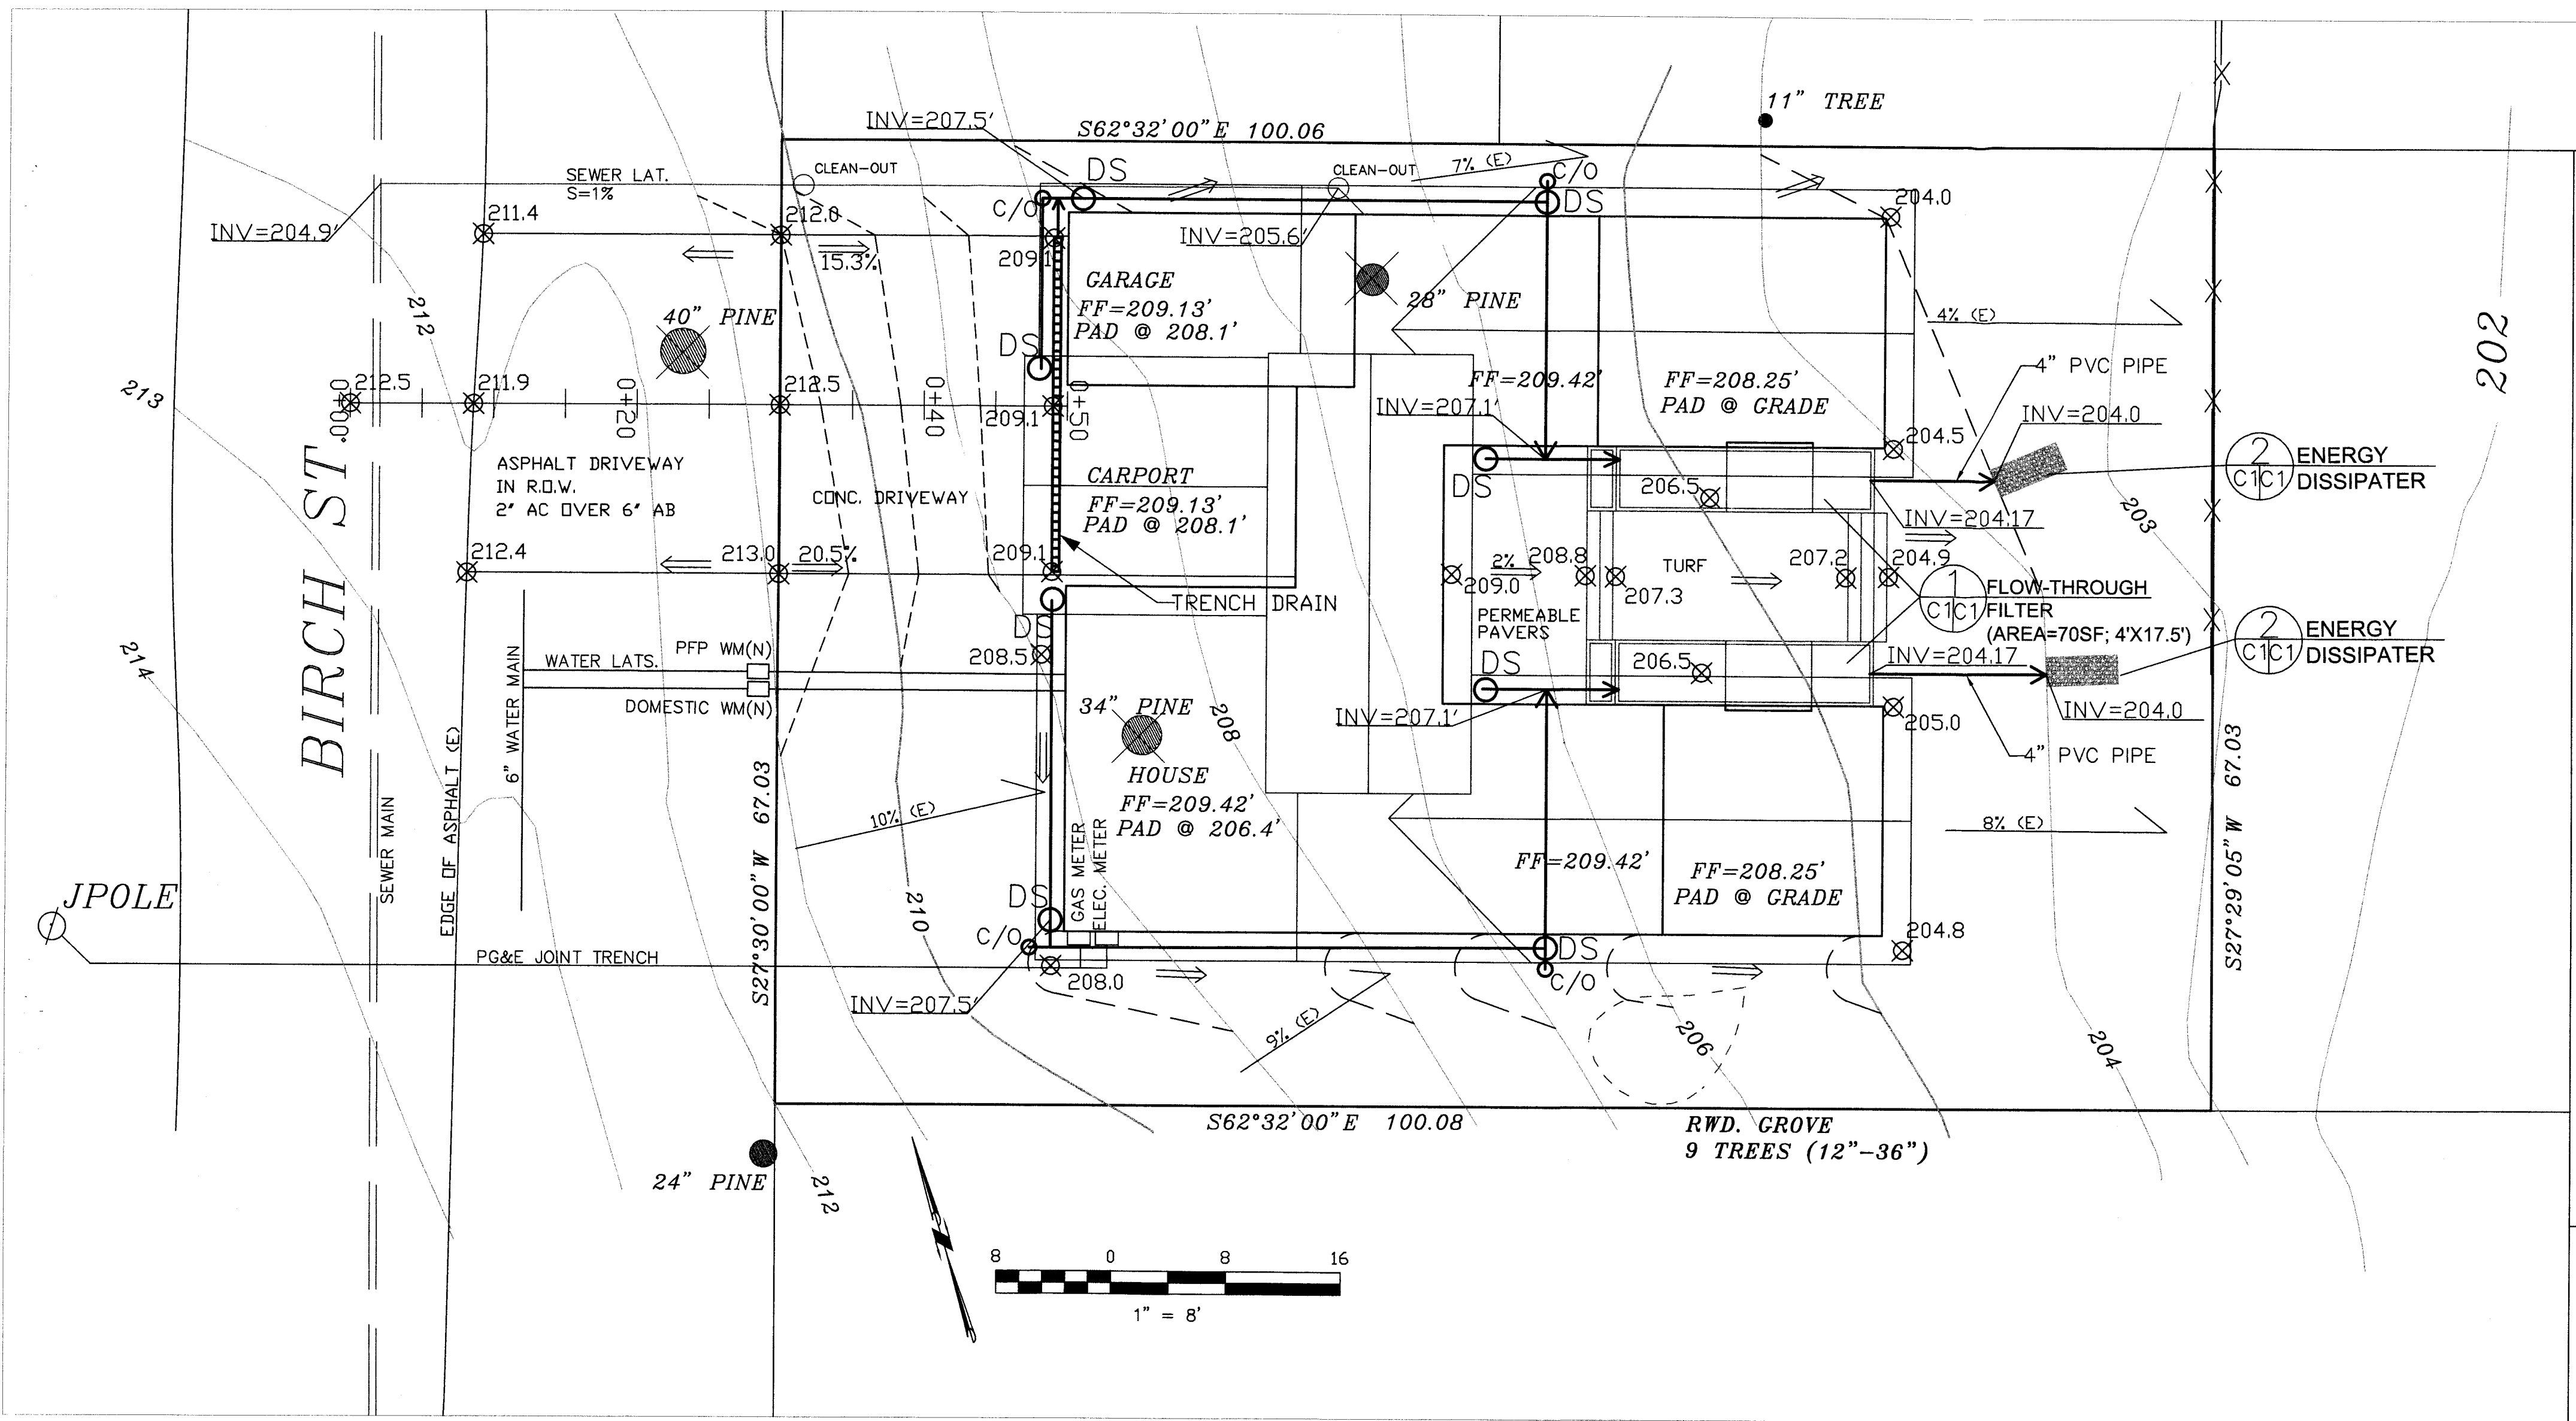 11" TREE
INV=207.5'
S62°32'00"E 100.06
DS
CLEAN-OUT
SEWER LAT.
S=1%
CLEAN-OUT
7% (E)
C/O
DS
C/O
204.0
211.4
212.0
INV=204.9'
INV=205.6'
15.3%
209.1
GARAGE
FF=209.13'
PAD @ 208.1'
28" PINE
212
40" PINE
4% (E)
202
DS
4" PVC PIPE
213
0+00.00
212.5
211.9
0+20
212.5
0+40
209.1
0+50
FF=209.42'
FF=208.25'
PAD @ GRADE
INV=207.1'
INV=204.0
204.5
2
C1 C1
ENERGY
DISSIPATER
ASPHALT DRIVEWAY
IN R.O.W.
2" AC OVER 6" AB
CONC. DRIVEWAY
CARPORT
FF=209.13'
PAD @ 208.1'
DS
206.5
INV=204.17
203
BIRCH ST.
212.4
213.0
20.5%
209.1
2%
208.8
209.0
207.3
TURF
207.2
204.9
1
C1 C1
FLOW-THROUGH
FILTER
(AREA=70SF; 4'X17.5')
TRENCH DRAIN
PERMEABLE
PAVERS
2
C1 C1
ENERGY
DISSIPATER
DS
208.5
214
WATER LATS.
PFP WM(N)
DOMESTIC WM(N)
6" WATER MAIN
DS
206.5
INV=204.17
INV=204.0
34" PINE
208
INV=207.1'
205.0
4" PVC PIPE
HOUSE
FF=209.42'
PAD @ 206.4'
EDGE OF ASPHALT (E)
SEWER MAIN
S27°30'00"W 67.03
10% (E)
GAS METER
ELEC. METER
8% (E)
FF=209.42'
FF=208.25'
PAD @ GRADE
S27°29'05"W 67.03
JPOLE
210
DS
C/O
DS
C/O
204.8
PG&E JOINT TRENCH
208.0
INV=207.5'
9% (E)
206
204
S62°32'00"E 100.08
RWD. GROVE
9 TREES (12"-36")
24" PINE
212
8 0 8 16
1" = 8'